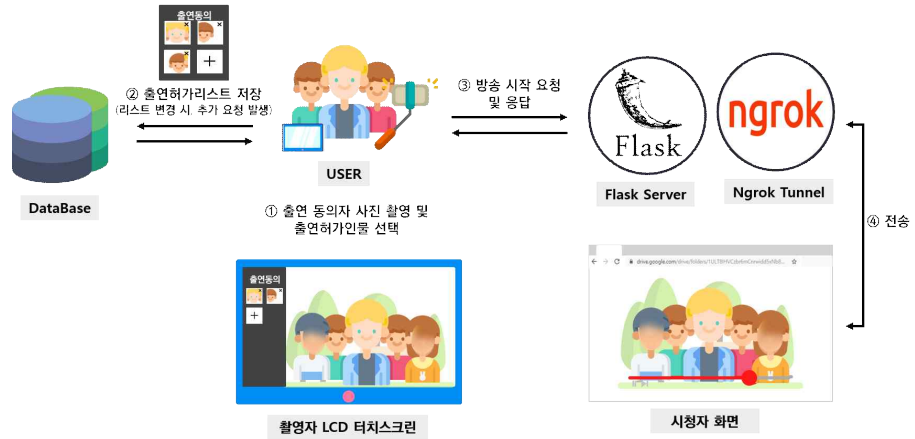 출연동의
② 출연허가리스트 저장
(리스트 변경 시, 추가 요청 발생)
③ 방송 시작 요청
및 응답
Flask
ngrok
DataBase
USER
Flask Server
Ngrok Tunnel
① 출연 동의자 사진 촬영 및
출연허가인물 선택
④ 전송
출연동의
촬영자 LCD 터치스크린
시청자 화면